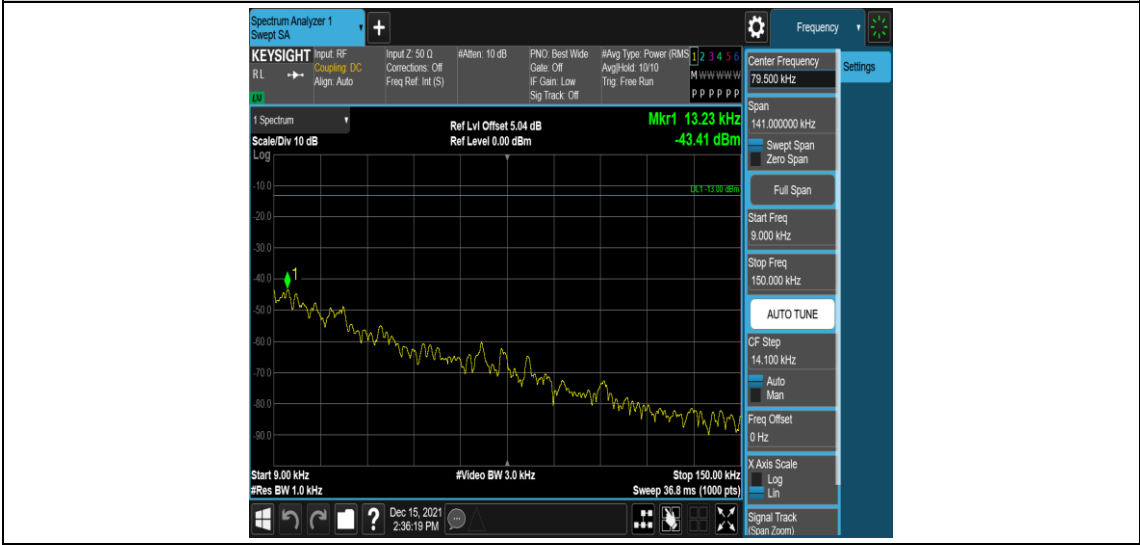 Spectrum Analyzer 1
Swept SA
+
Frequency
KEYSIGHT
RL
LM
Input: RF
Coupling: DC
Align: Auto
Input Z: 50 Ω
Corrections: Off
Freq Ref: Int (S)
#Atten: 10 dB
PNO: Best Wide
Gate: Off
IF Gain: Low
Sig Track: Off
#Avg Type: Power (RMS
Avg|Hold: 10/10
Trig: Free Run
1 2 3 4 5 6
M W W W W W
P P P P P P
1 Spectrum
Scale/Div 10 dB
Log
Ref Lvl Offset 5.04 dB
Ref Level 0.00 dBm
Mkr1 13.23 kHz
-43.41 dBm
DL1 -13.00 dBm
-10.0
-20.0
-30.0
-40.0
1
-50.0
-60.0
-70.0
-80.0
-90.0
Start 9.00 kHz
#Res BW 1.0 kHz
#Video BW 3.0 kHz
Stop 150.00 kHz
Sweep 36.8 ms (1000 pts)
Center Frequency
79.500 kHz
Settings
Span
141.000000 kHz
Swept Span
Zero Span
Full Span
Start Freq
9.000 kHz
Stop Freq
150.000 kHz
AUTO TUNE
CF Step
14.100 kHz
Auto
Man
Freq Offset
0 Hz
X Axis Scale
Log
Lin
Signal Track
(Span Zoom)
?
Dec 15, 2021
2:36:19 PM